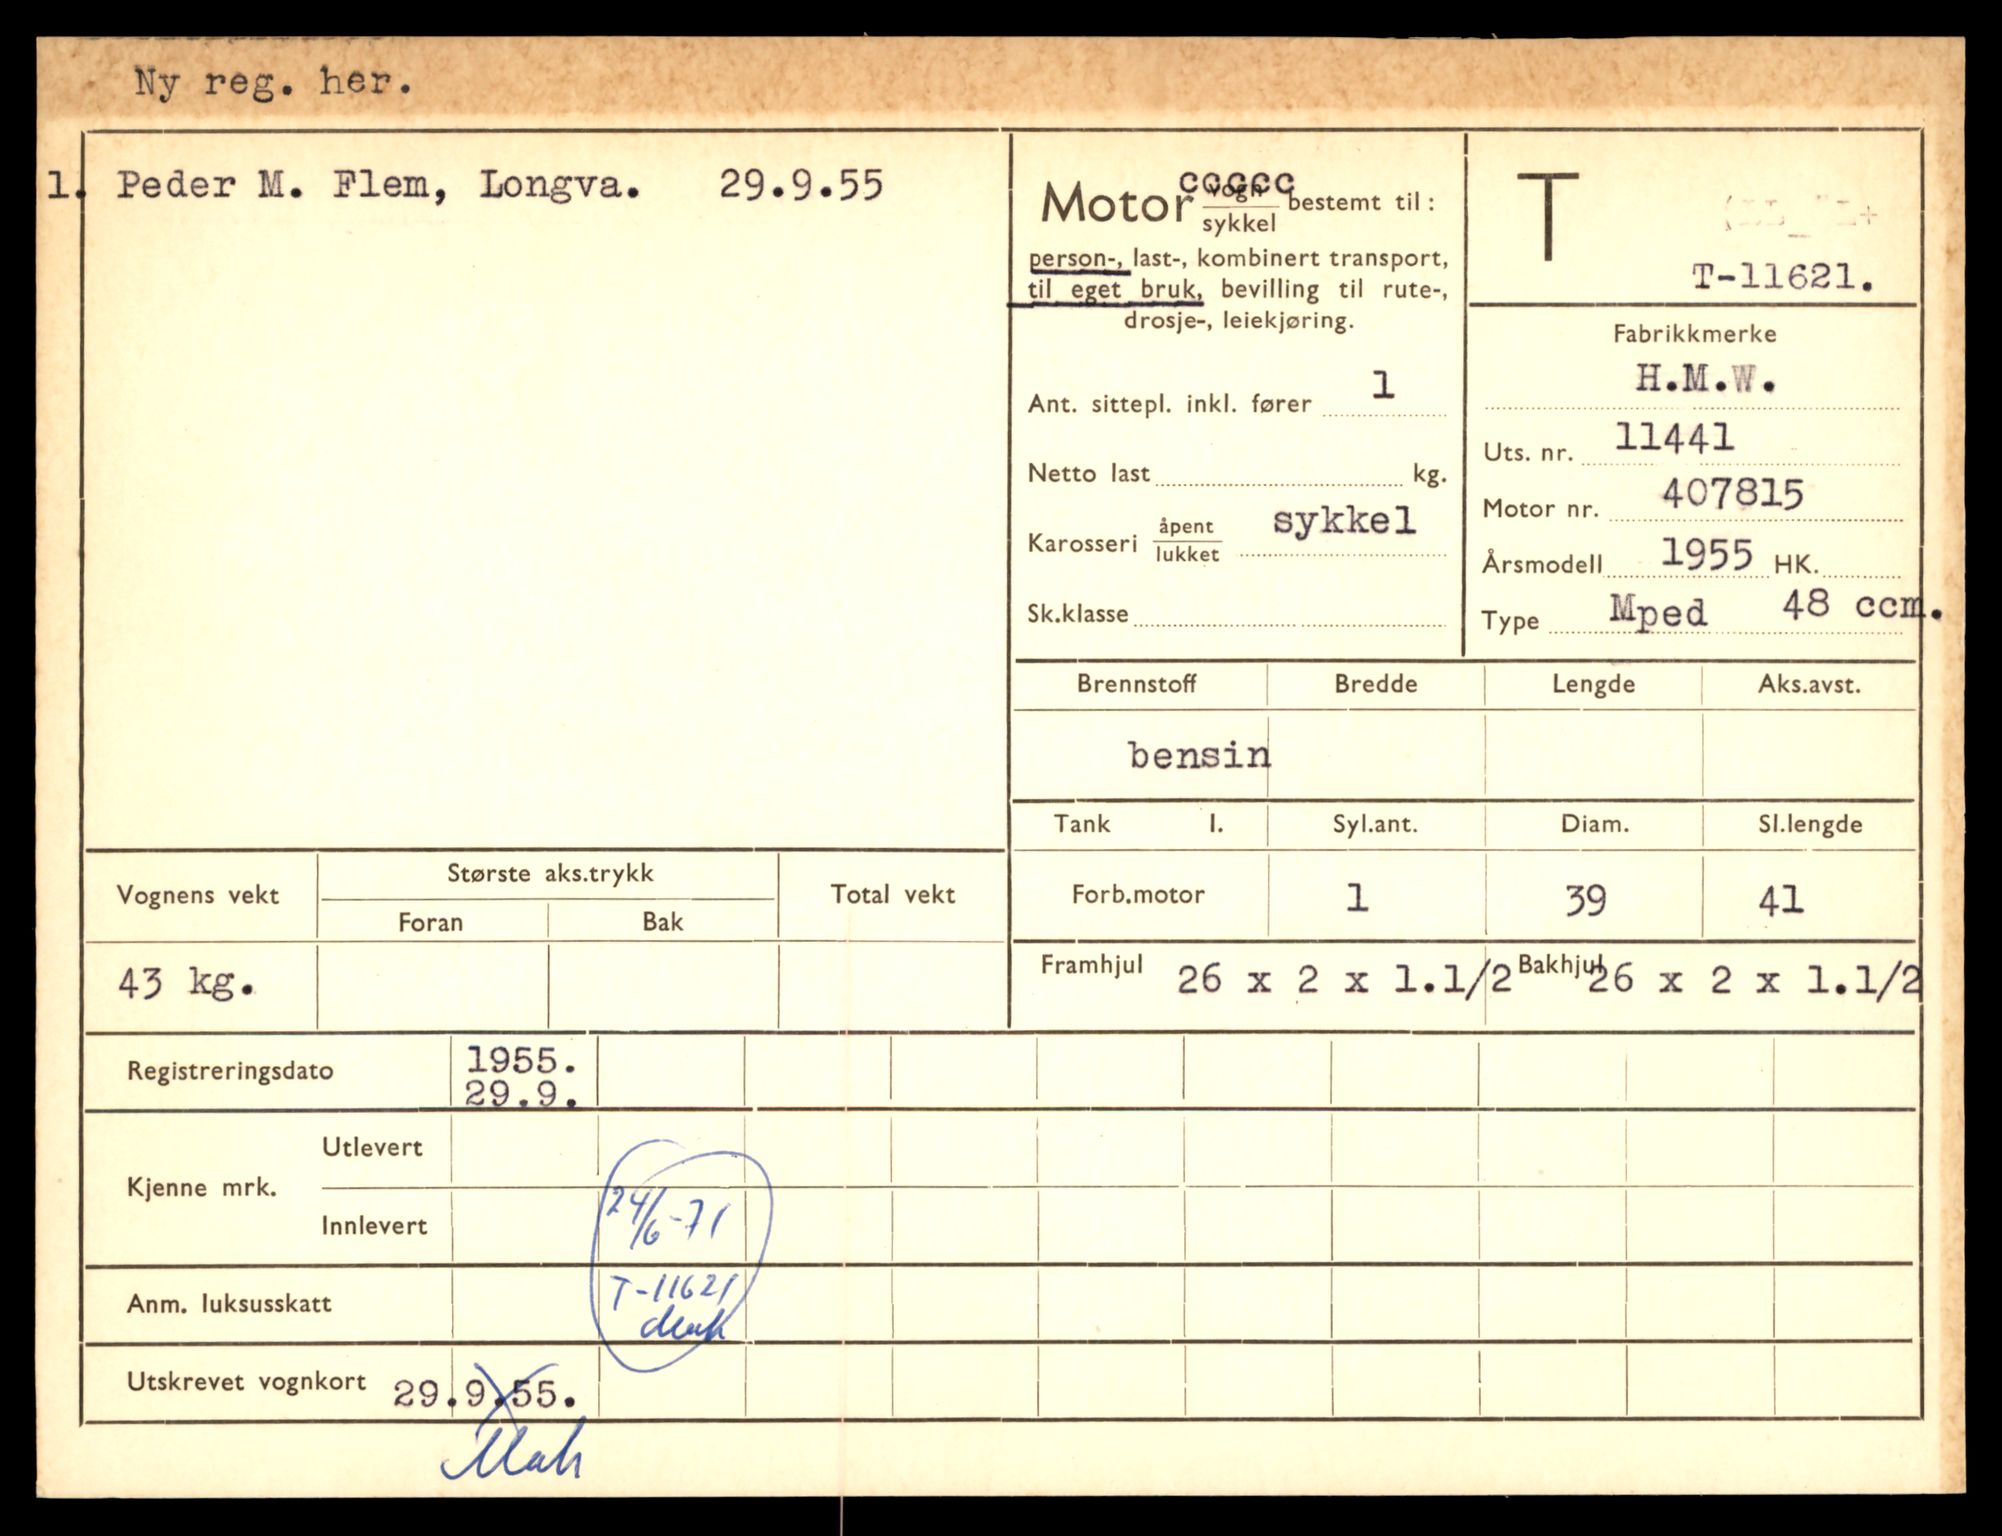 Ny reg. her.
1. Peder M. Flem, Longva. 29.9.55
Motor vogn/sykkel bestemt til:
person-, last-, kombinert transport,
til eget bruk, bevilling til rute-,
drosje-, leiekjøring.
Ant. sittepl. inkl. fører 1
Netto last kg.
Karosseri åpent/lukket sykkel
Sk.klasse
T
T-11621.
Fabrikkmerke
H.M.W.
Uts. nr. 11441
Motor nr. 407815
Årsmodell 1955 HK.
Type Mped 48 ccm.
Brennstoff Bredde Lengde Aks.avst.
bensin
Tank l. Syl.ant. Diam. Sl.lengde
Forb.motor 1 39 41
Framhjul 26 x 2 x 1.1/2 Bakhjul 26 x 2 x 1.1/2
Vognens vekt Største aks.trykk Total vekt
Foran Bak
43 kg.
Registreringsdato 1955.
29.9.
Kjenne mrk. Utlevert
Innlevert 24/6-71
Anm. luksusskatt T-11621
Utskrevet vognkort 29.9.55.